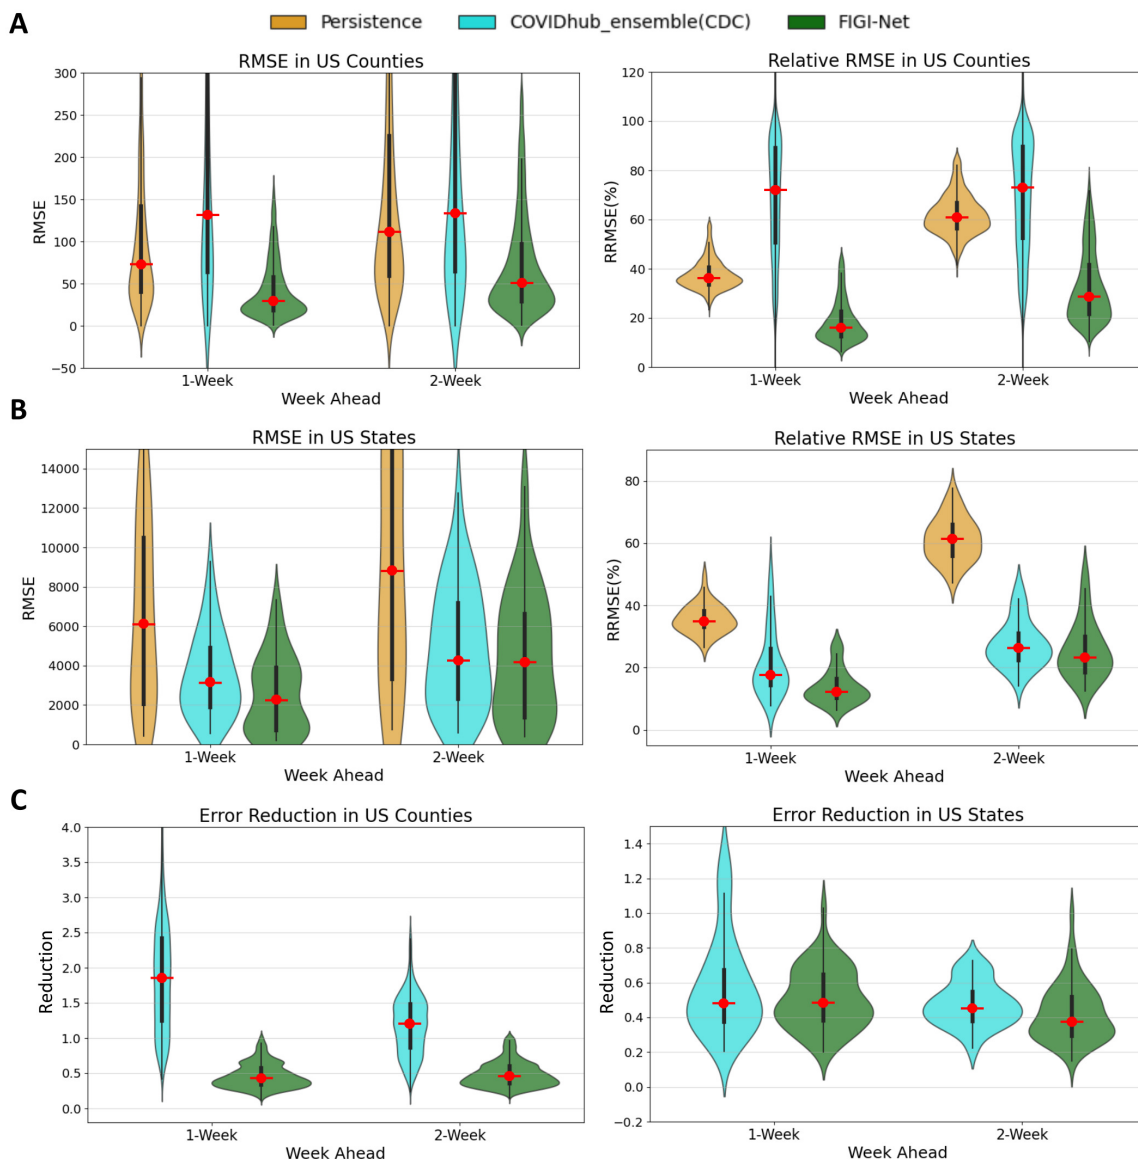 A
Persistence COVIDhub_ensemble(CDC) FIGI-Net
RMSE in US Counties
300
250
200
150
100
50
0
−50
RMSE
1-Week 2-Week
Week Ahead
Relative RMSE in US Counties
120
100
80
60
40
20
0
RRMSE(%)
1-Week 2-Week
Week Ahead
B
RMSE in US States
14000
12000
10000
8000
6000
4000
2000
0
RMSE
1-Week 2-Week
Week Ahead
Relative RMSE in US States
80
60
40
20
0
RRMSE(%)
1-Week 2-Week
Week Ahead
C
Error Reduction in US Counties
4.0
3.5
3.0
2.5
2.0
1.5
1.0
0.5
0.0
Reduction
1-Week 2-Week
Week Ahead
Error Reduction in US States
1.4
1.2
1.0
0.8
0.6
0.4
0.2
0.0
−0.2
Reduction
1-Week 2-Week
Week Ahead